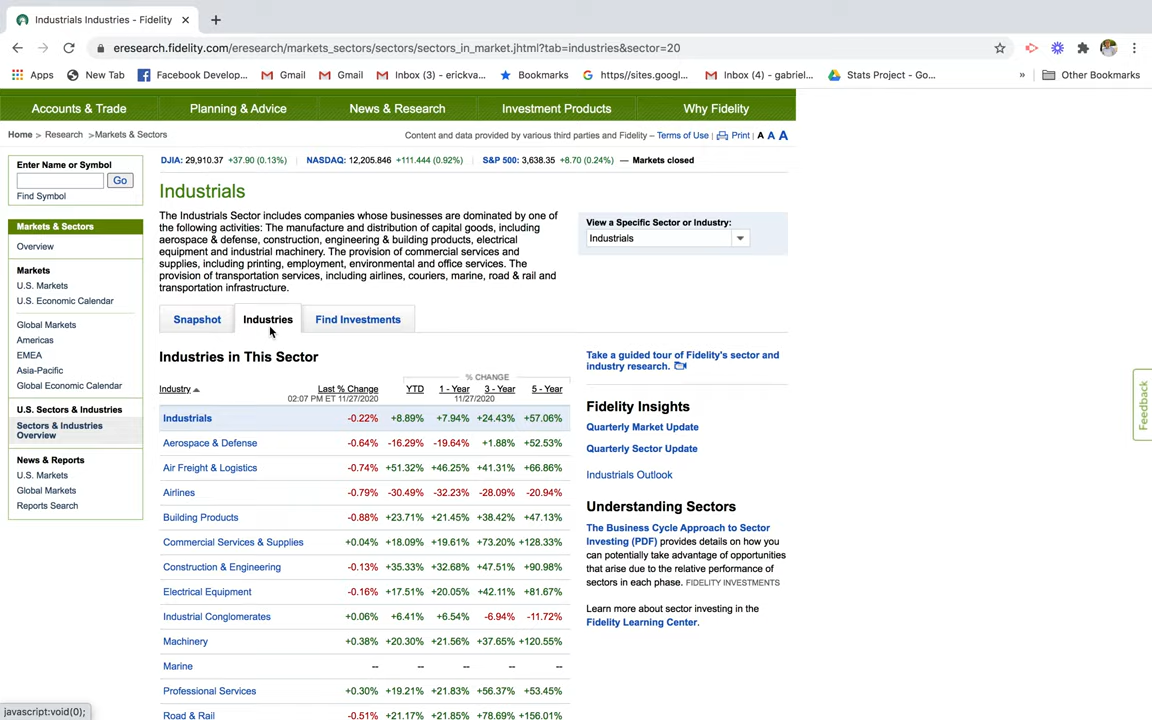 Industrials Industries - Fidelity
eresearch.fidelity.com/eresearch/markets_sectors/sectors_in_market.jhtml?tab=industries&sector=20
Apps New Tab Facebook Develop... Gmail Gmail Inbox (3) - erickva... Bookmarks https//sites.googl... Inbox (4) - gabriel... Stats Project - Go... » Other Bookmarks
Accounts & Trade Planning & Advice News & Research Investment Products Why Fidelity
Home > Research >Markets & Sectors
Content and data provided by various third parties and Fidelity – Terms of Use | Print A A A
Enter Name or Symbol
Go
Find Symbol
Markets & Sectors
Overview
Markets
U.S. Markets
U.S. Economic Calendar
Global Markets
Americas
EMEA
Asia-Pacific
Global Economic Calendar
U.S. Sectors & Industries
Sectors & Industries
Overview
News & Reports
U.S. Markets
Global Markets
Reports Search
DJIA: 29,910.37 +37.90 (0.13%) | NASDAQ: 12,205.846 +111.444 (0.92%) | S&P 500: 3,638.35 +8.70 (0.24%) — Markets closed
Industrials
The Industrials Sector includes companies whose businesses are dominated by one of
the following activities: The manufacture and distribution of capital goods, including
aerospace & defense, construction, engineering & building products, electrical
equipment and industrial machinery. The provision of commercial services and
supplies, including printing, employment, environmental and office services. The
provision of transportation services, including airlines, couriers, marine, road & rail and
transportation infrastructure.
View a Specific Sector or Industry:
Industrials
Snapshot Industries Find Investments
Industries in This Sector
% CHANGE
Industry Last % Change YTD 1 - Year 3 - Year 5 - Year
02:07 PM ET 11/27/2020 11/27/2020
Industrials -0.22% +8.89% +7.94% +24.43% +57.06%
Aerospace & Defense -0.64% -16.29% -19.64% +1.88% +52.53%
Air Freight & Logistics -0.74% +51.32% +46.25% +41.31% +66.86%
Airlines -0.79% -30.49% -32.23% -28.09% -20.94%
Building Products -0.88% +23.71% +21.45% +38.42% +47.13%
Commercial Services & Supplies +0.04% +18.09% +19.61% +73.20% +128.33%
Construction & Engineering -0.13% +35.33% +32.68% +47.51% +90.98%
Electrical Equipment -0.16% +17.51% +20.05% +42.11% +81.67%
Industrial Conglomerates +0.06% +6.41% +6.54% -6.94% -11.72%
Machinery +0.38% +20.30% +21.56% +37.65% +120.55%
Marine -- -- -- -- --
Professional Services +0.30% +19.21% +21.83% +56.37% +53.45%
Road & Rail -0.51% +21.17% +21.85% +78.69% +156.01%
Take a guided tour of Fidelity's sector and
industry research.
Fidelity Insights
Quarterly Market Update
Quarterly Sector Update
Industrials Outlook
Understanding Sectors
The Business Cycle Approach to Sector
Investing (PDF) provides details on how you
can potentially take advantage of opportunities
that arise due to the relative performance of
sectors in each phase. FIDELITY INVESTMENTS
Learn more about sector investing in the
Fidelity Learning Center.
Feedback
javascript:void(0);